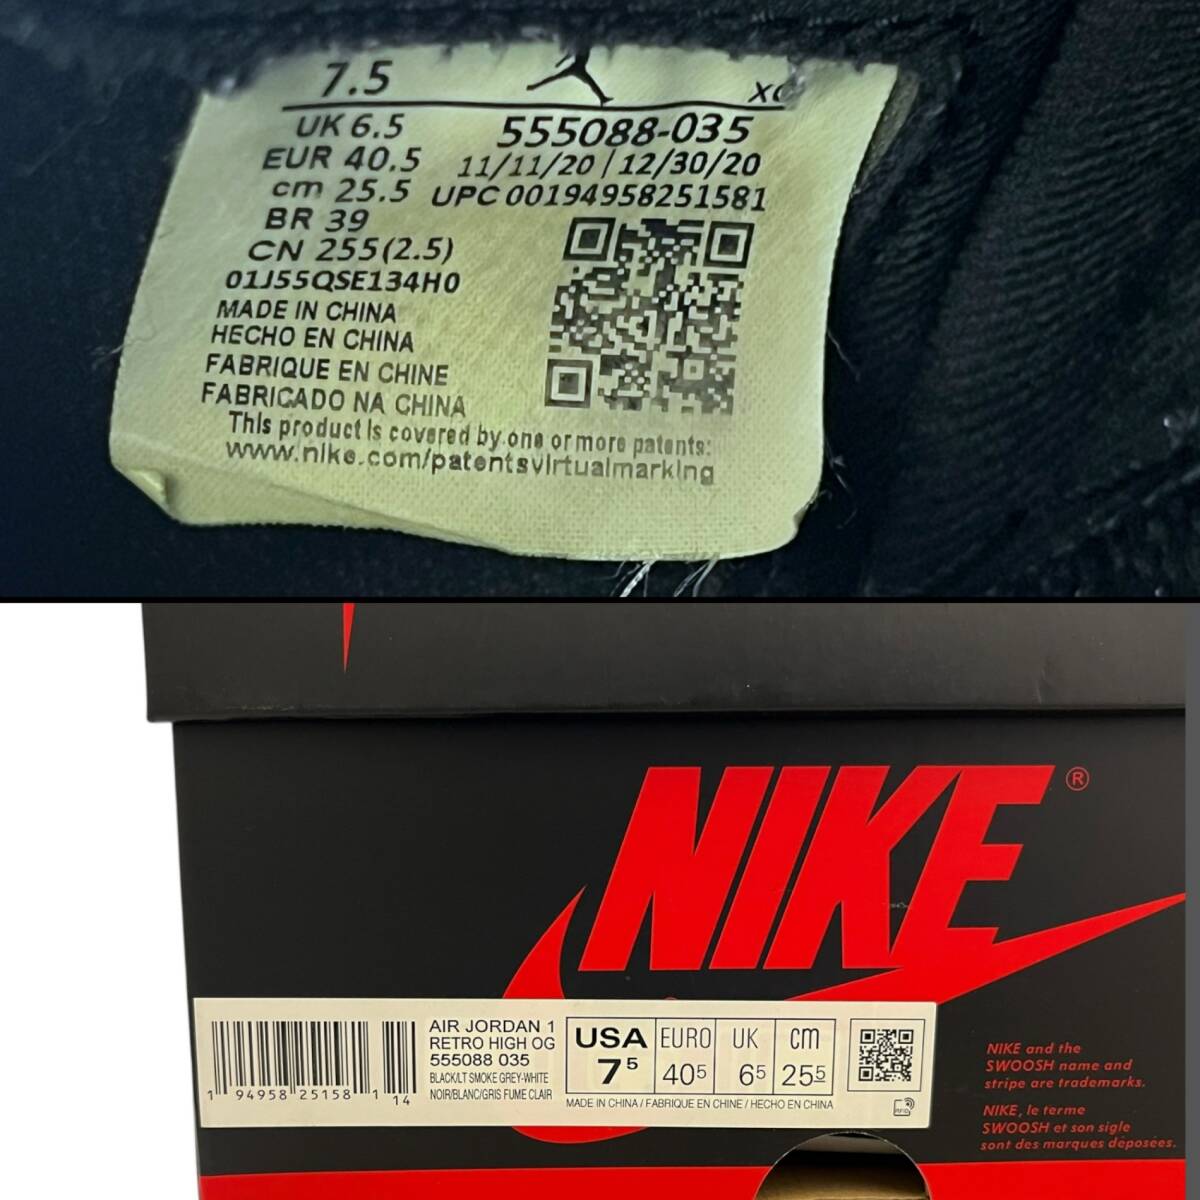 7.5
UK 6.5
EUR 40.5
cm 25.5
BR 39
CN 255(2.5)
01J55QSE134H0
MADE IN CHINA
HECHO EN CHINA
FABRIQUE EN CHINE
FABRICADO NA CHINA
555088-035
11/11/20 | 12/30/20
UPC 00194958251581
This product is covered by one or more patents:
www.nike.com/patentsvirtualmarking
NIKE®
1 94958 25158 1 14
AIR JORDAN 1
RETRO HIGH OG
555088 035
BLACK/LT SMOKE GREY-WHITE
NOIR/BLANC/GRIS FUME CLAIR
USA
7⁵
EURO
40⁵
UK
6⁵
cm
25⁵
MADE IN CHINA / FABRIQUE EN CHINE / HECHO EN CHINA
RFID
NIKE and the
SWOOSH name and
stripe are trademarks.
NIKE, le terme
SWOOSH et son sigle
sont des marques déposées.